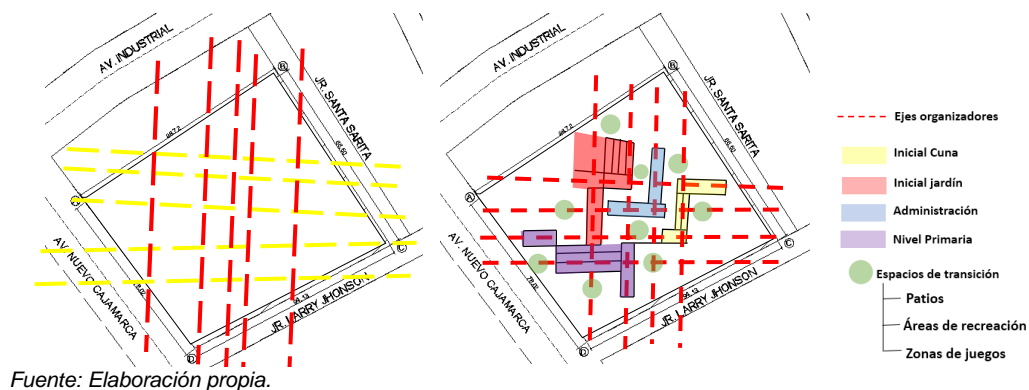 AV. INDUSTRIAL
JR. SANTA SARITA
B
AV. NUEVO CAJAMARCA
C
JR. LARRY JHONSON
D
AV. INDUSTRIAL
JR. SANTA SARITA
B
A
AV. NUEVO CAJAMARCA
C
JR. LARRY JHONSON
D
Ejes organizadores
Inicial Cuna
Inicial jardín
Administración
Nivel Primaria
Espacios de transición
Patios
Áreas de recreación
Zonas de juegos
Fuente: Elaboración propia.